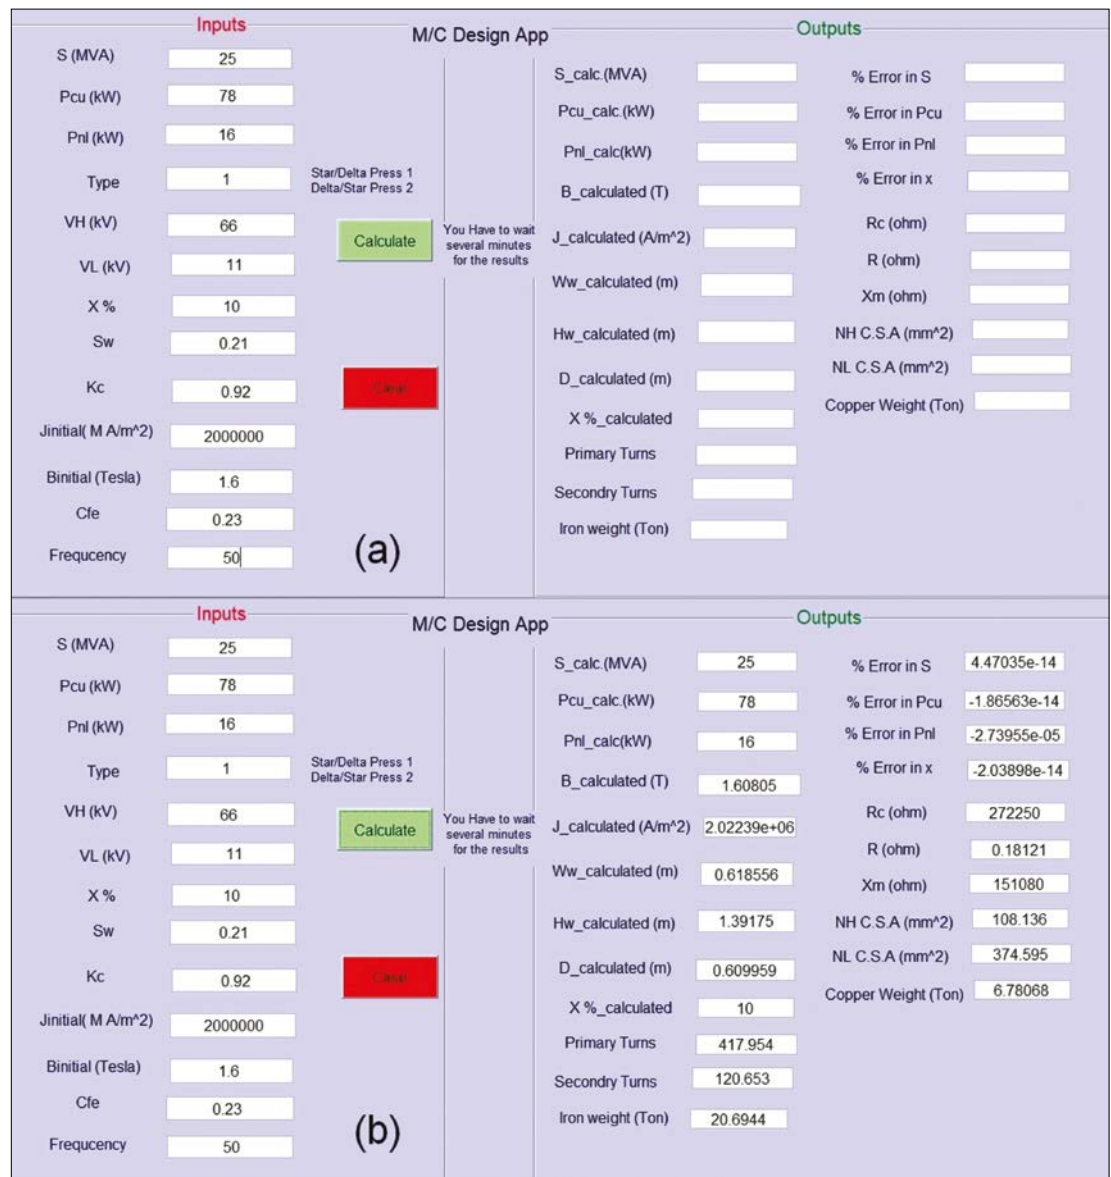 Inputs
M/C Design App
Outputs
S (MVA) 25
Pcu (kW) 78
Pnl (kW) 16
Type 1
Star/Delta Press 1
Delta/Star Press 2
VH (kV) 66
VL (kV) 11
X % 10
Sw 0.21
Kc 0.92
Jinitial( M A/m^2) 2000000
Binitial (Tesla) 1.6
Cfe 0.23
Frequcency 50
Calculate
You Have to wait
several minutes
for the results
Clear
(a)
S_calc.(MVA)
Pcu_calc.(kW)
Pnl_calc(kW)
B_calculated (T)
J_calculated (A/m^2)
Ww_calculated (m)
Hw_calculated (m)
D_calculated (m)
X %_calculated
Primary Turns
Secondry Turns
Iron weight (Ton)
% Error in S
% Error in Pcu
% Error in Pnl
% Error in x
Rc (ohm)
R (ohm)
Xm (ohm)
NH C.S.A (mm^2)
NL C.S.A (mm^2)
Copper Weight (Ton)
Inputs
M/C Design App
Outputs
S (MVA) 25
Pcu (kW) 78
Pnl (kW) 16
Type 1
Star/Delta Press 1
Delta/Star Press 2
VH (kV) 66
VL (kV) 11
X % 10
Sw 0.21
Kc 0.92
Jinitial( M A/m^2) 2000000
Binitial (Tesla) 1.6
Cfe 0.23
Frequcency 50
Calculate
You Have to wait
several minutes
for the results
Clear
(b)
S_calc.(MVA) 25
Pcu_calc.(kW) 78
Pnl_calc(kW) 16
B_calculated (T) 1.60805
J_calculated (A/m^2) 2.02239e+06
Ww_calculated (m) 0.618556
Hw_calculated (m) 1.39175
D_calculated (m) 0.609959
X %_calculated 10
Primary Turns 417.954
Secondry Turns 120.653
Iron weight (Ton) 20.6944
% Error in S 4.47035e-14
% Error in Pcu -1.86563e-14
% Error in Pnl -2.73955e-05
% Error in x -2.03898e-14
Rc (ohm) 272250
R (ohm) 0.18121
Xm (ohm) 151080
NH C.S.A (mm^2) 108.136
NL C.S.A (mm^2) 374.595
Copper Weight (Ton) 6.78068